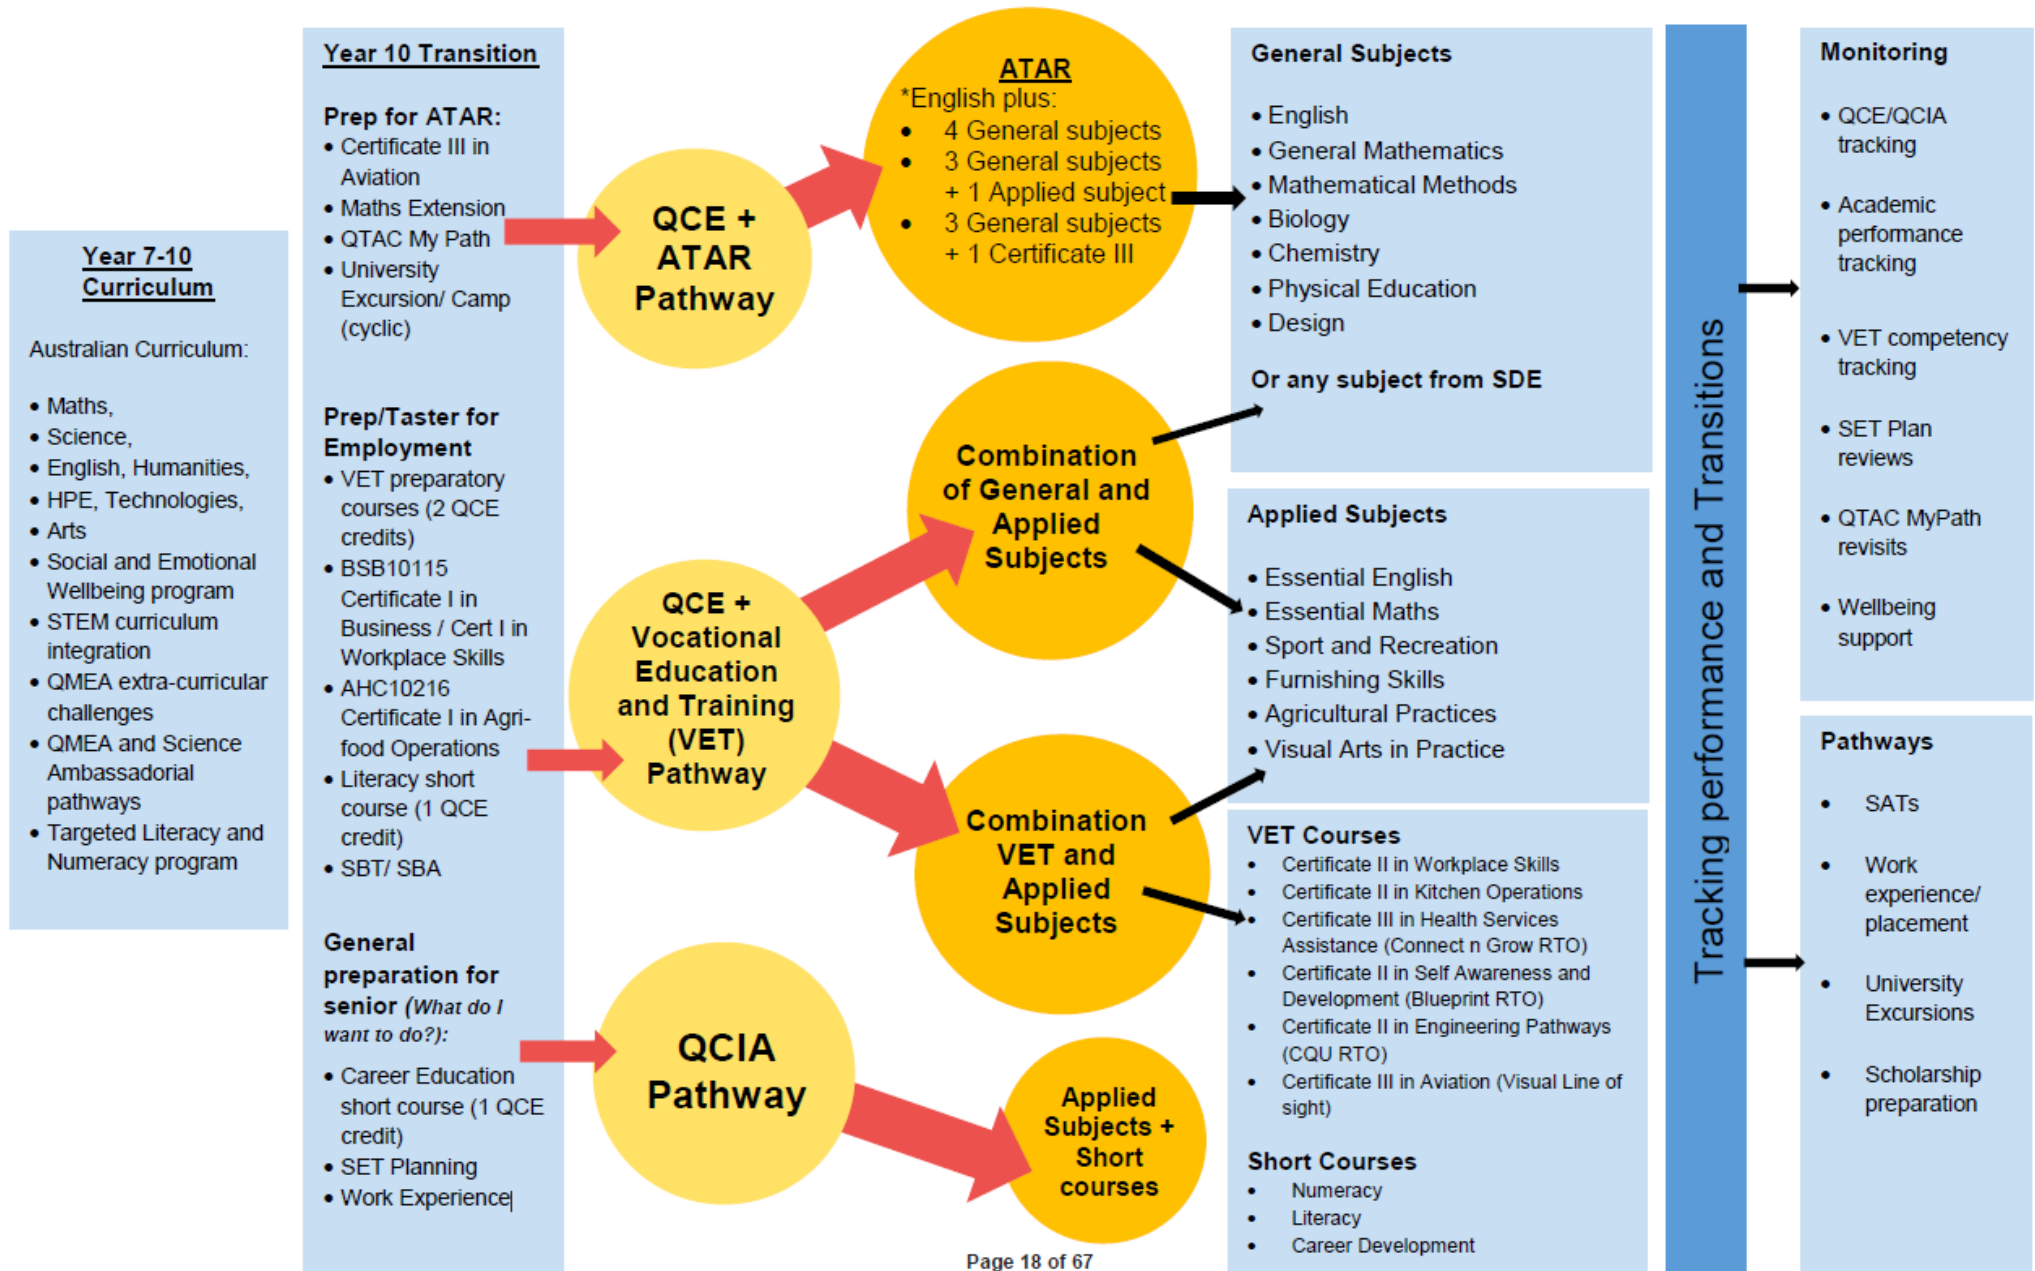 Year 7-10
Curriculum
Australian Curriculum:
• Maths,
• Science,
• English, Humanities,
• HPE, Technologies,
• Arts
• Social and Emotional
Wellbeing program
• STEM curriculum
integration
• QMEA extra-curricular
challenges
• QMEA and Science
Ambassadorial
pathways
• Targeted Literacy and
Numeracy program
Year 10 Transition
Prep for ATAR:
• Certificate III in
Aviation
• Maths Extension
• QTAC My Path
• University
Excursion/ Camp
(cyclic)
Prep/Taster for
Employment
• VET preparatory
courses (2 QCE
credits)
• BSB10115
Certificate I in
Business / Cert I in
Workplace Skills
• AHC10216
Certificate I in Agri-
food Operations
• Literacy short
course (1 QCE
credit)
• SBT/ SBA
General
preparation for
senior (What do I
want to do?):
• Career Education
short course (1 QCE
credit)
• SET Planning
• Work Experience
QCE +
ATAR
Pathway
QCE +
Vocational
Education
and Training
(VET)
Pathway
QCIA
Pathway
ATAR
*English plus:
• 4 General subjects
• 3 General subjects
+ 1 Applied subject
• 3 General subjects
+ 1 Certificate III
Combination
of General and
Applied
Subjects
Combination
VET and
Applied
Subjects
Applied
Subjects +
Short
courses
General Subjects
• English
• General Mathematics
• Mathematical Methods
• Biology
• Chemistry
• Physical Education
• Design
Or any subject from SDE
Applied Subjects
• Essential English
• Essential Maths
• Sport and Recreation
• Furnishing Skills
• Agricultural Practices
• Visual Arts in Practice
VET Courses
• Certificate II in Workplace Skills
• Certificate II in Kitchen Operations
• Certificate III in Health Services
Assistance (Connect n Grow RTO)
• Certificate II in Self Awareness and
Development (Blueprint RTO)
• Certificate II in Engineering Pathways
(CQU RTO)
• Certificate III in Aviation (Visual Line of
sight)
Short Courses
• Numeracy
• Literacy
• Career Development
Tracking performance and Transitions
Monitoring
• QCE/QCIA
tracking
• Academic
performance
tracking
• VET competency
tracking
• SET Plan
reviews
• QTAC MyPath
revisits
• Wellbeing
support
Pathways
• SATs
• Work
experience/
placement
• University
Excursions
• Scholarship
preparation
Page 18 of 67